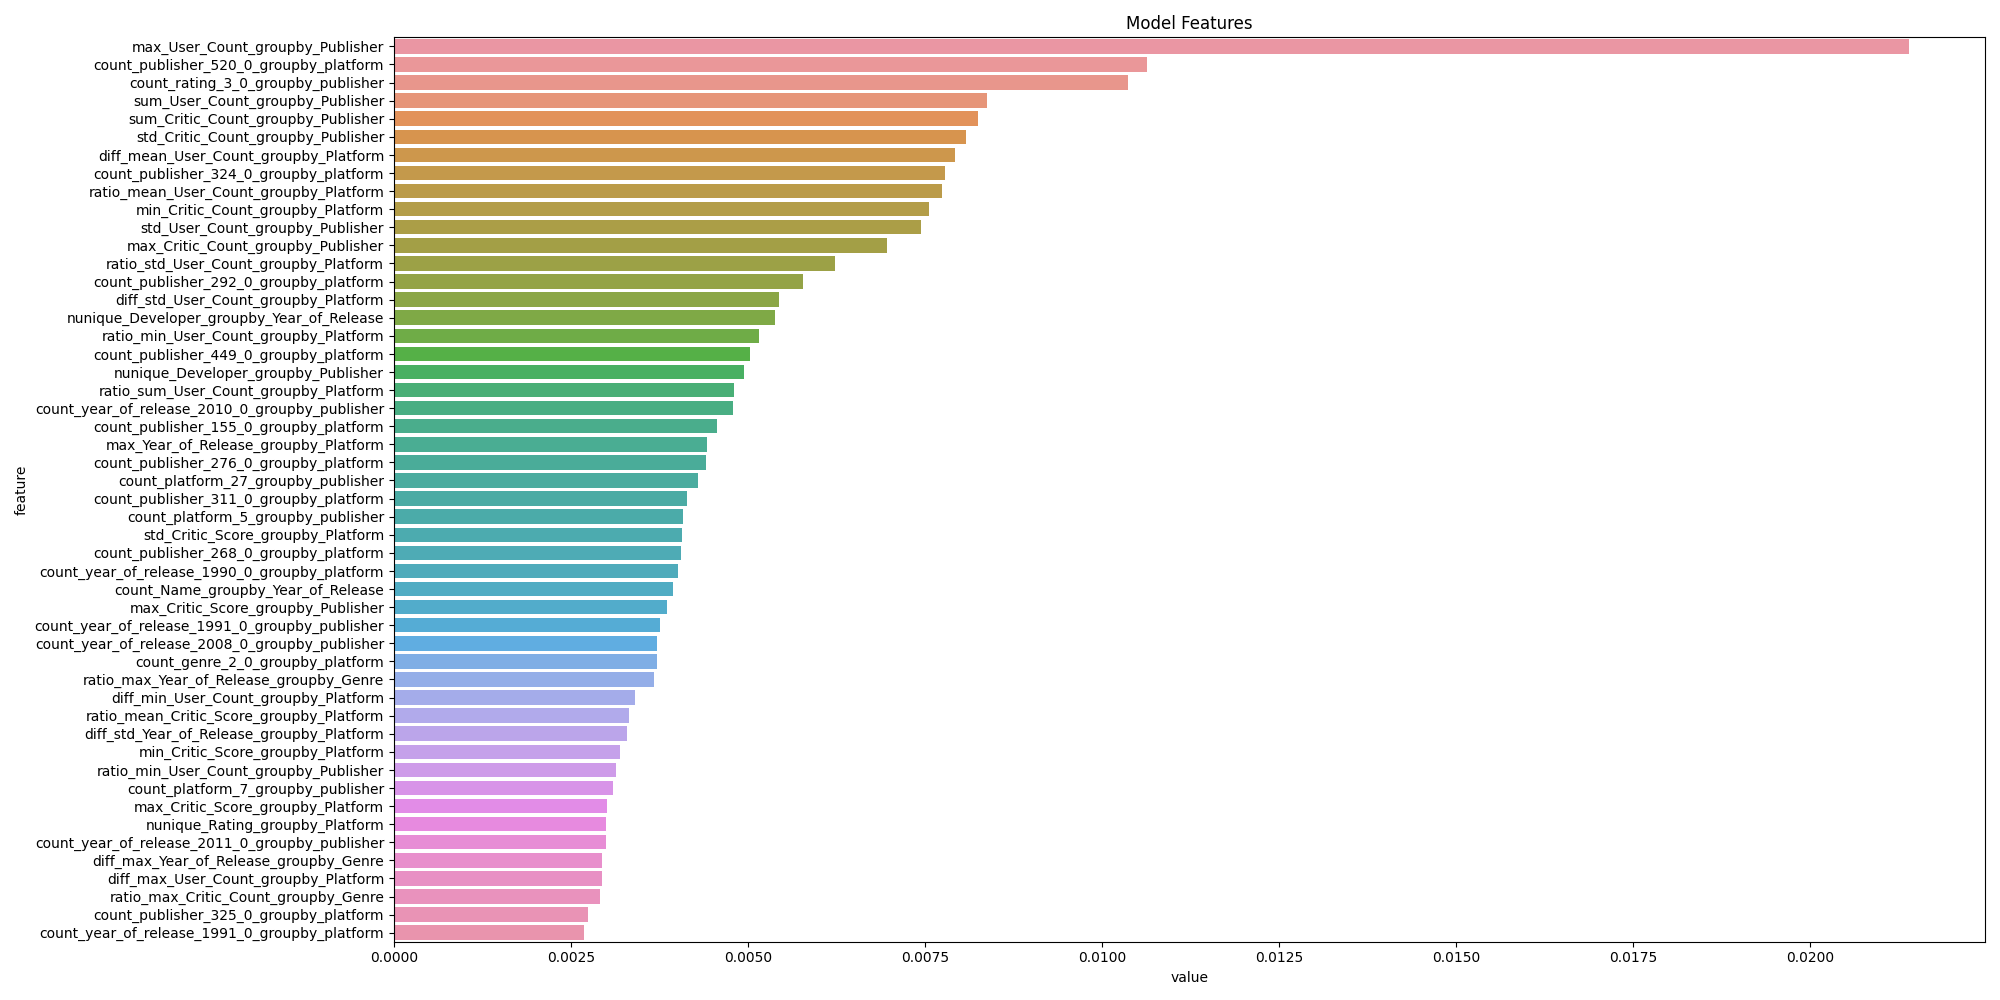 Model Features
max_User_Count_groupby_Publisher
count_publisher_520_0_groupby_platform
count_rating_3_0_groupby_publisher
sum_User_Count_groupby_Publisher
sum_Critic_Count_groupby_Publisher
std_Critic_Count_groupby_Publisher
diff_mean_User_Count_groupby_Platform
count_publisher_324_0_groupby_platform
ratio_mean_User_Count_groupby_Platform
min_Critic_Count_groupby_Platform
std_User_Count_groupby_Publisher
max_Critic_Count_groupby_Publisher
ratio_std_User_Count_groupby_Platform
count_publisher_292_0_groupby_platform
diff_std_User_Count_groupby_Platform
nunique_Developer_groupby_Year_of_Release
ratio_min_User_Count_groupby_Platform
count_publisher_449_0_groupby_platform
nunique_Developer_groupby_Publisher
ratio_sum_User_Count_groupby_Platform
count_year_of_release_2010_0_groupby_publisher
count_publisher_155_0_groupby_platform
max_Year_of_Release_groupby_Platform
count_publisher_276_0_groupby_platform
count_platform_27_groupby_publisher
count_publisher_311_0_groupby_platform
count_platform_5_groupby_publisher
std_Critic_Score_groupby_Platform
count_publisher_268_0_groupby_platform
count_year_of_release_1990_0_groupby_platform
count_Name_groupby_Year_of_Release
max_Critic_Score_groupby_Publisher
count_year_of_release_1991_0_groupby_publisher
count_year_of_release_2008_0_groupby_publisher
count_genre_2_0_groupby_platform
ratio_max_Year_of_Release_groupby_Genre
diff_min_User_Count_groupby_Platform
ratio_mean_Critic_Score_groupby_Platform
diff_std_Year_of_Release_groupby_Platform
min_Critic_Score_groupby_Platform
ratio_min_User_Count_groupby_Publisher
count_platform_7_groupby_publisher
max_Critic_Score_groupby_Platform
nunique_Rating_groupby_Platform
count_year_of_release_2011_0_groupby_publisher
diff_max_Year_of_Release_groupby_Genre
diff_max_User_Count_groupby_Platform
ratio_max_Critic_Count_groupby_Genre
count_publisher_325_0_groupby_platform
count_year_of_release_1991_0_groupby_platform
feature
0.0000 0.0025 0.0050 0.0075 0.0100 0.0125 0.0150 0.0175 0.0200
value